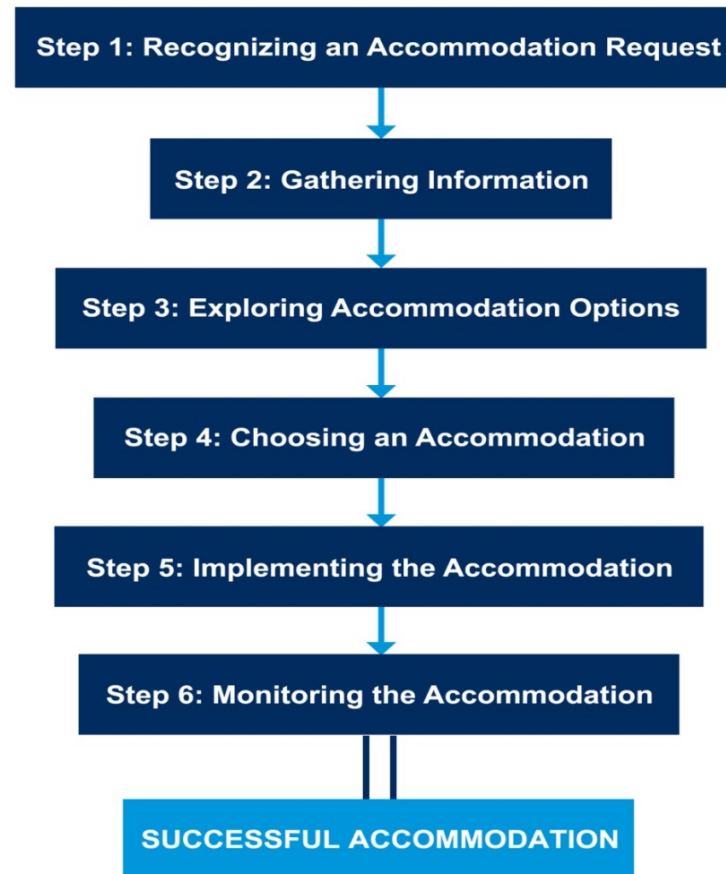 Step 1: Recognizing an Accommodation Request
Step 2: Gathering Information
Step 3: Exploring Accommodation Options
Step 4: Choosing an Accommodation
Step 5: Implementing the Accommodation
Step 6: Monitoring the Accommodation
SUCCESSFUL ACCOMMODATION